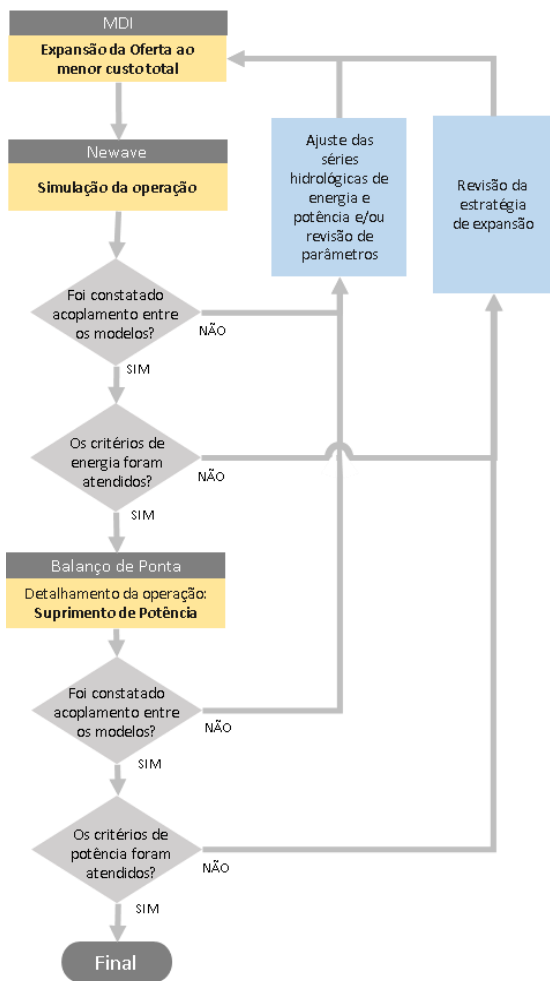 MDI
Expansão da Oferta ao
menor custo total
Newave
Simulação da operação
Ajuste das
séries
hidrológicas de
energia e
potência e/ou
revisão de
parâmetros
Revisão da
estratégia
de expansão
Foi constatado
acoplamento entre
os modelos?
NÃO
SIM
Os critérios de
energia foram
atendidos?
NÃO
SIM
Balanço de Ponta
Detalhamento da operação:
Suprimento de Potência
Foi constatado
acoplamento entre
os modelos?
NÃO
SIM
Os critérios de
potência foram
atendidos?
NÃO
SIM
Final